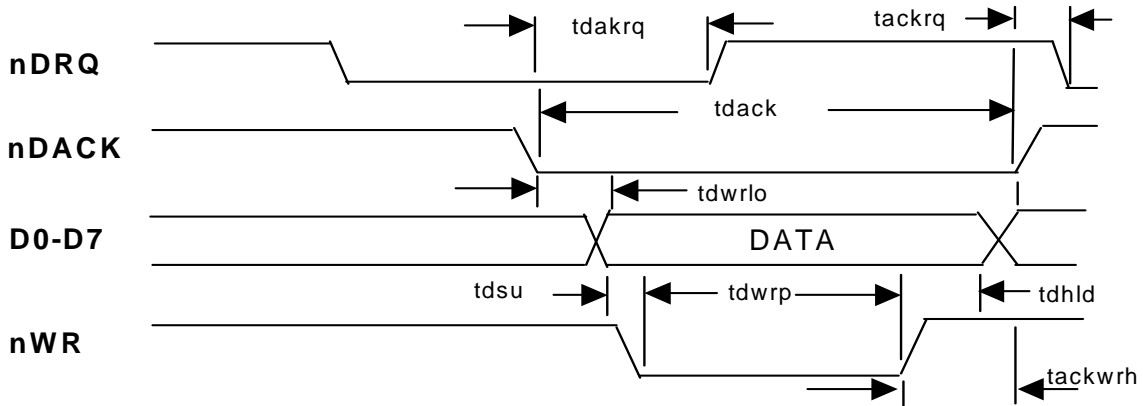 tdakrq
tackrq
nDRQ
tdack
nDACK
tdwrlo
D0-D7
DATA
tdsu
tdwrp
tdhld
nWR
tackwrh